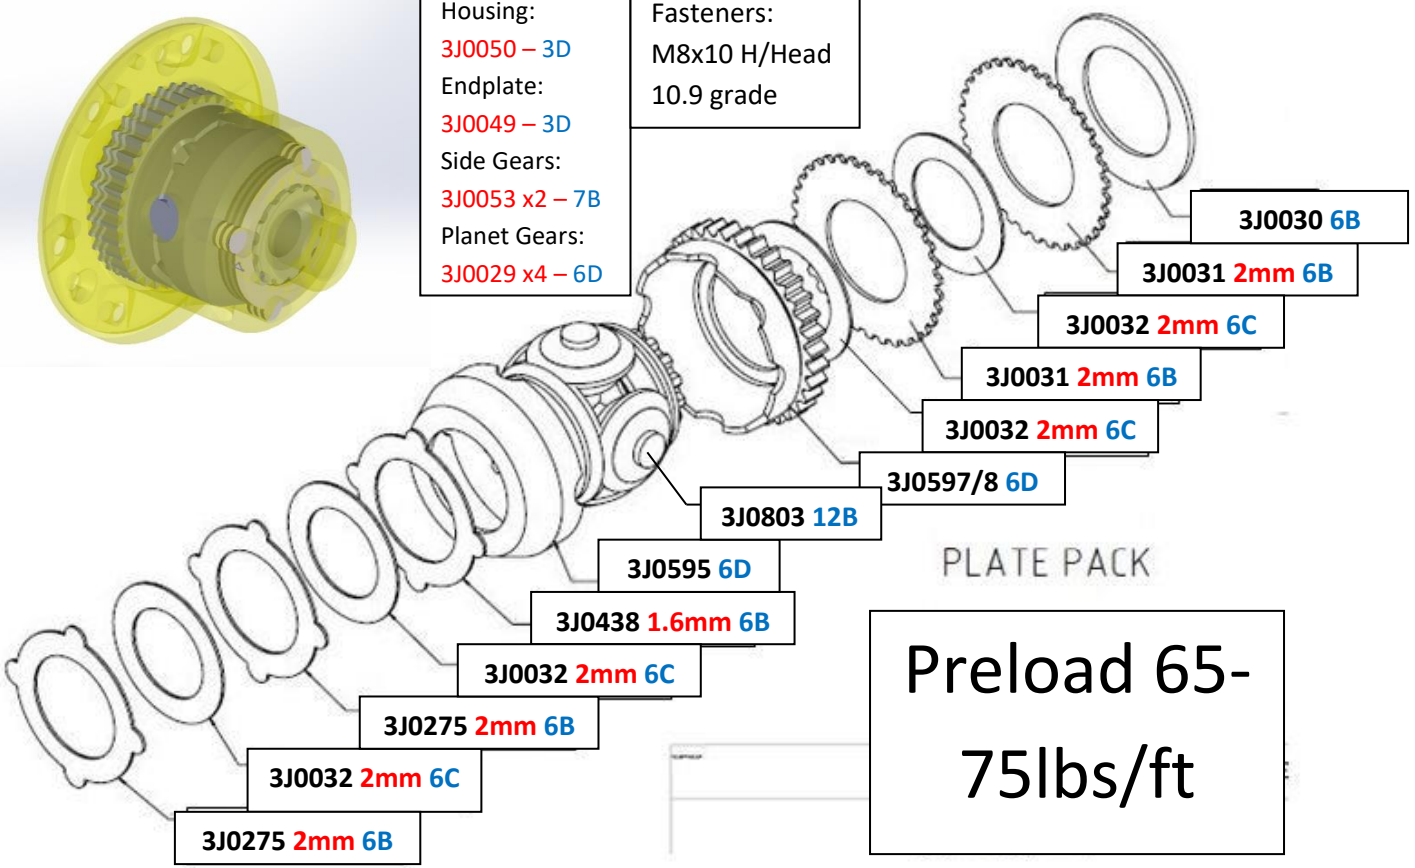 Housing:
3J0050 – 3D
Endplate:
3J0049 – 3D
Side Gears:
3J0053 x2 – 7B
Planet Gears:
3J0029 x4 – 6D
Fasteners:
M8x10 H/Head
10.9 grade
3J0030 6B
3J0031 2mm 6B
3J0032 2mm 6C
3J0031 2mm 6B
3J0032 2mm 6C
3J0597/8 6D
3J0803 12B
3J0595 6D
3J0438 1.6mm 6B
3J0032 2mm 6C
3J0275 2mm 6B
3J0032 2mm 6C
3J0275 2mm 6B
PLATE PACK
Preload 65-
75lbs/ft